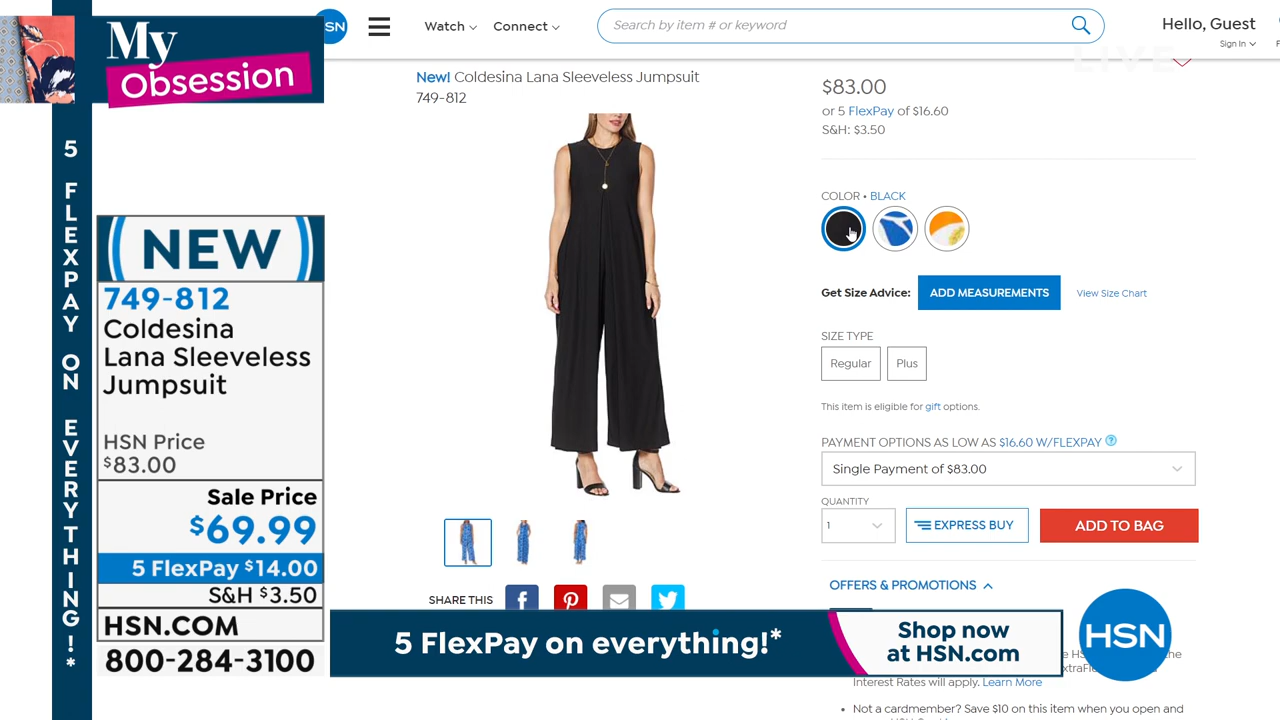 My
Obsession
5 FLEXPAY ON EVERYTHING!*
NEW
749-812
Coldesina
Lana Sleeveless
Jumpsuit
HSN Price
$83.00
Sale Price
$69.99
5 FlexPay $14.00
S&H $3.50
HSN.COM
800-284-3100
SN
Watch
Connect
Search by item # or keyword
Hello, Guest
Sign In
LIVE
New! Coldesina Lana Sleeveless Jumpsuit
749-812
$83.00
or 5 FlexPay of $16.60
S&H: $3.50
COLOR • BLACK
Get Size Advice:
ADD MEASUREMENTS
View Size Chart
SIZE TYPE
Regular
Plus
This item is eligible for gift options.
PAYMENT OPTIONS AS LOW AS $16.60 W/FLEXPAY ?
Single Payment of $83.00
QUANTITY
1
EXPRESS BUY
ADD TO BAG
OFFERS & PROMOTIONS
SHARE THIS
5 FlexPay on everything!*
Shop now
at HSN.com
HSN
Interest Rates will apply. Learn More
• Not a cardmember? Save $10 on this item when you open and